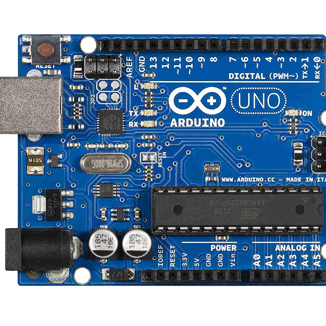 RESET
AREF
GND
13
12
~11
~10
~9
8
7
~6
~5
4
~3
2
TX→1
RX←0
DIGITAL (PWM~)
UNO
ARDUINO
TX
RX
L
ON
WWW.ARDUINO.CC - MADE IN ITA
IOREF
RESET
3.3V
5V
GND
GND
Vin
POWER
ANALOG IN
A0
A1
A2
A3
A4
A5